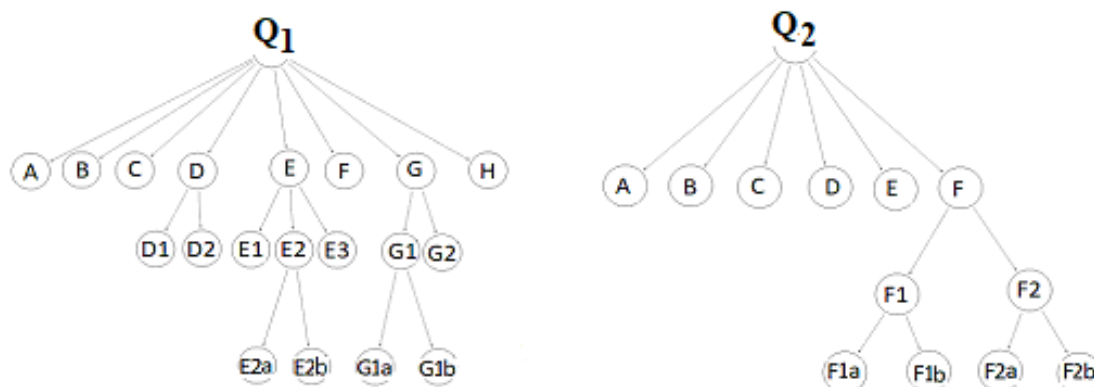 Q1 Q2
A B C D E F G H A B C D E F
D1 D2 E1 E2 E3 G1 G2 F1 F2
E2a E2b G1a G1b F1a F1b F2a F2b